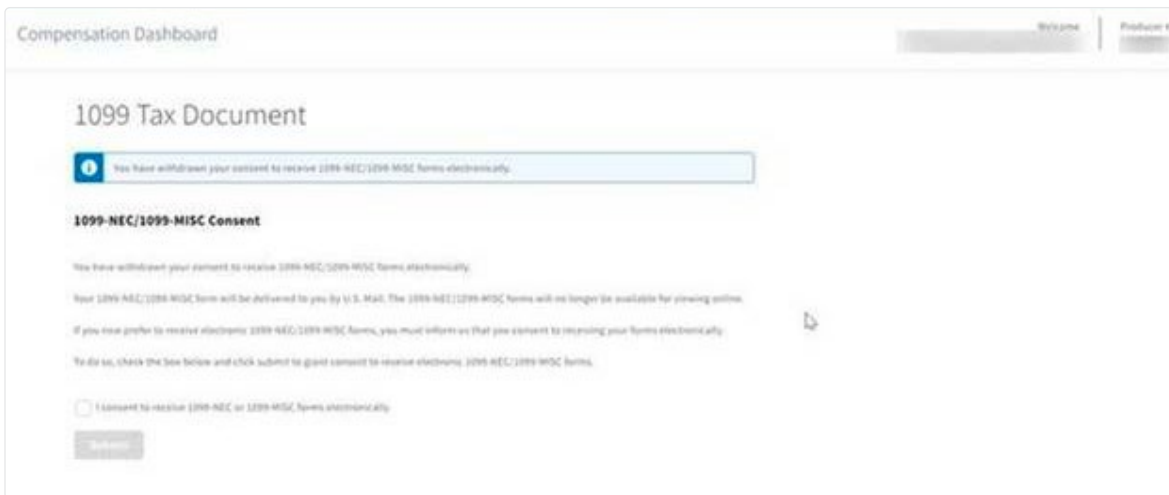 Compensation Dashboard
Welcome
Producer
1099 Tax Document
You have withdrawn your consent to receive 1099-NEC/1099-MISC forms electronically.
1099-NEC/1099-MISC Consent
You have withdrawn your consent to receive 1099-NEC/1099-MISC forms electronically.
Your 1099-NEC/1099-MISC form will be delivered to you by U.S. Mail. The 1099-NEC/1099-MISC forms will no longer be available for viewing online.
If you now prefer to receive electronic 1099-NEC/1099-MISC forms, you must inform us that you consent to receiving your forms electronically.
To do so, check the box below and click submit to grant consent to receive electronic 1099-NEC/1099-MISC forms.
I consent to receive 1099-NEC or 1099-MISC forms electronically
Submit